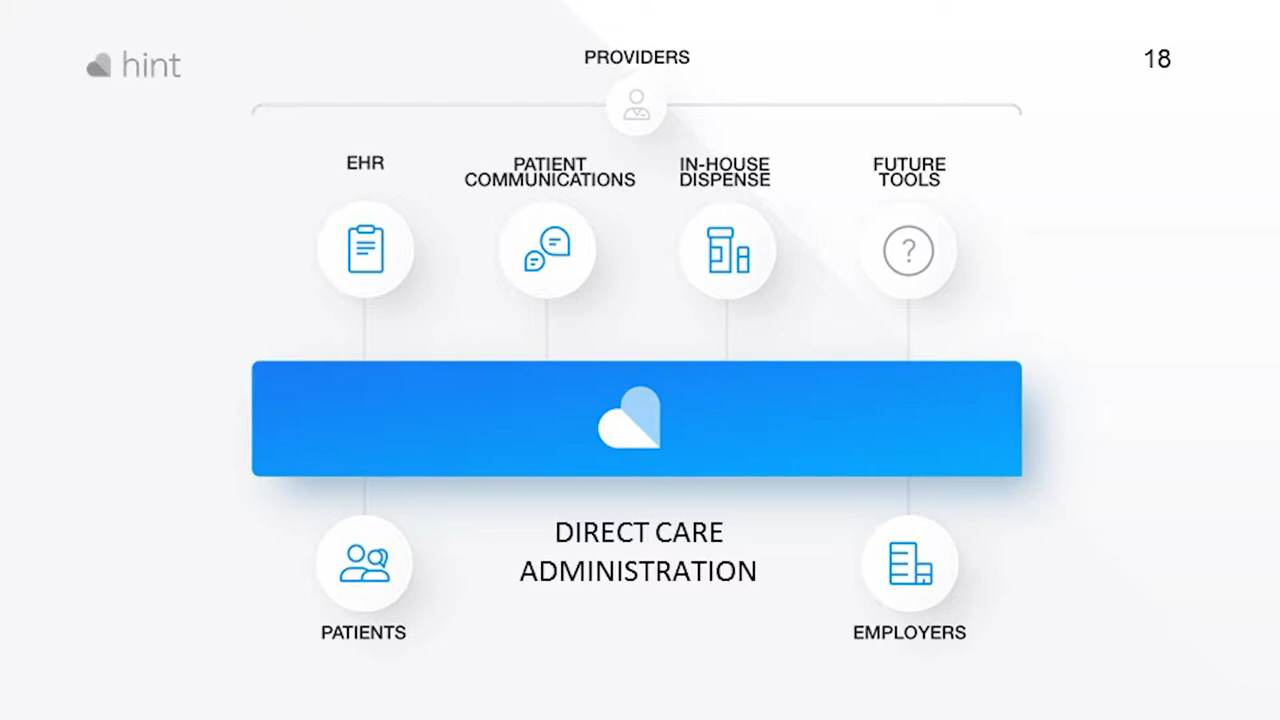 hint
PROVIDERS
18
EHR
PATIENT
COMMUNICATIONS
IN-HOUSE
DISPENSE
FUTURE
TOOLS
?
DIRECT CARE
ADMINISTRATION
PATIENTS
EMPLOYERS